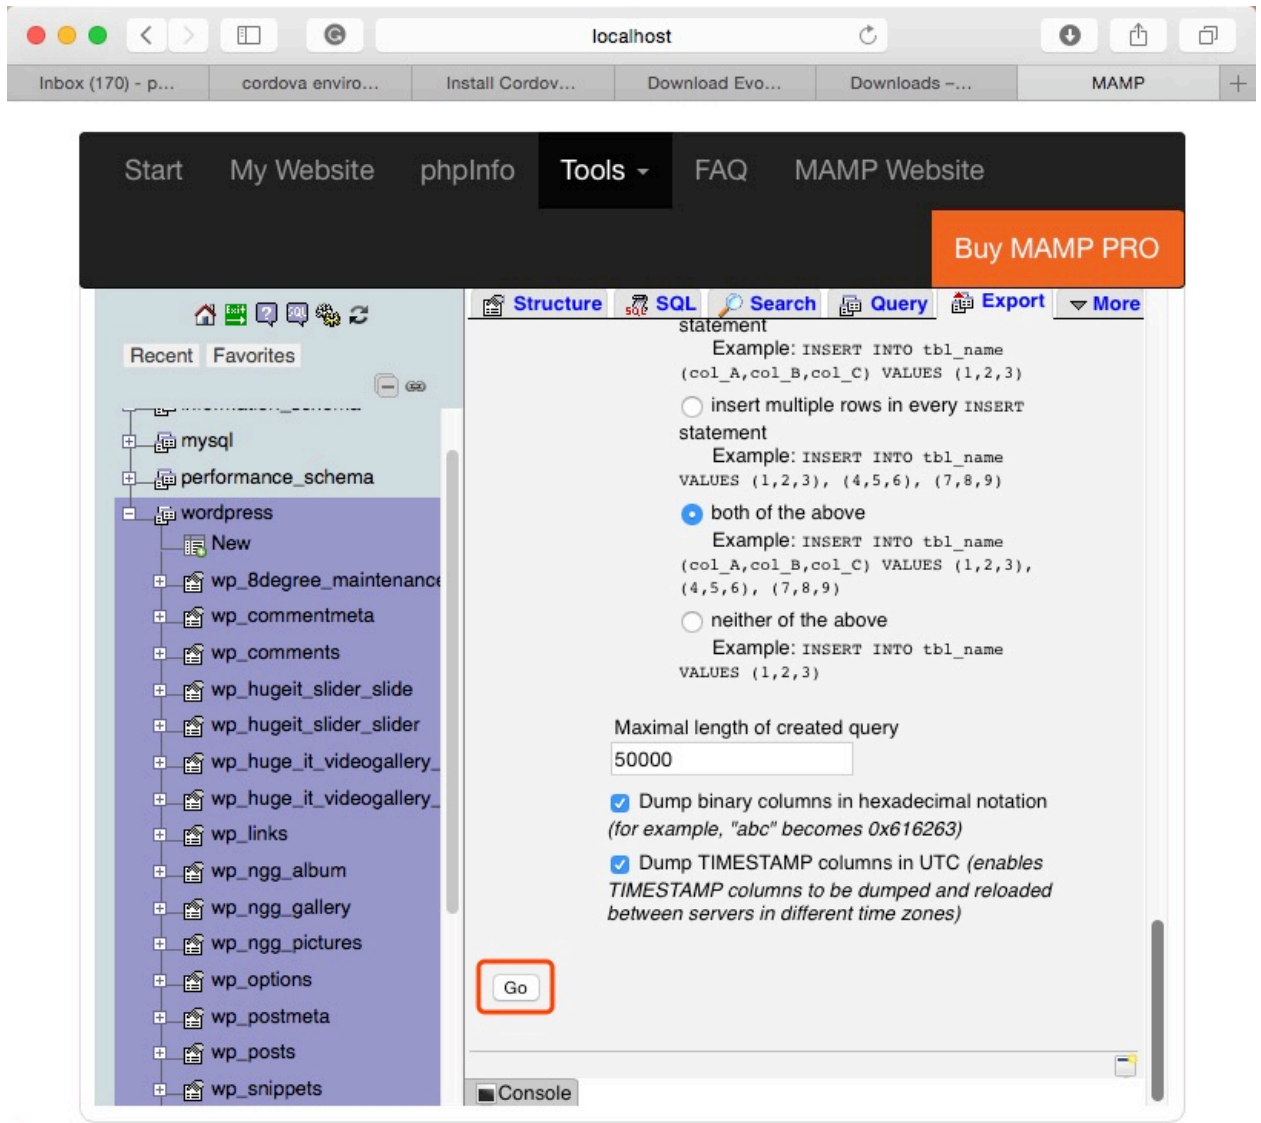 localhost
Inbox (170) - p...
cordova enviro...
Install Cordov...
Download Evo...
Downloads –...
MAMP
Start
My Website
phpInfo
Tools
FAQ
MAMP Website
Buy MAMP PRO
Recent
Favorites
mysql
performance_schema
wordpress
New
wp_8degree_maintenance
wp_commentmeta
wp_comments
wp_hugeit_slider_slide
wp_hugeit_slider_slider
wp_huge_it_videogallery_
wp_huge_it_videogallery_
wp_links
wp_ngg_album
wp_ngg_gallery
wp_ngg_pictures
wp_options
wp_postmeta
wp_posts
wp_snippets
Structure
SQL
Search
Query
Export
More
statement
Example: INSERT INTO tbl_name
(col_A,col_B,col_C) VALUES (1,2,3)
insert multiple rows in every INSERT
statement
Example: INSERT INTO tbl_name
VALUES (1,2,3), (4,5,6), (7,8,9)
both of the above
Example: INSERT INTO tbl_name
(col_A,col_B,col_C) VALUES (1,2,3),
(4,5,6), (7,8,9)
neither of the above
Example: INSERT INTO tbl_name
VALUES (1,2,3)
Maximal length of created query
50000
Dump binary columns in hexadecimal notation
(for example, "abc" becomes 0x616263)
Dump TIMESTAMP columns in UTC (enables
TIMESTAMP columns to be dumped and reloaded
between servers in different time zones)
Go
Console